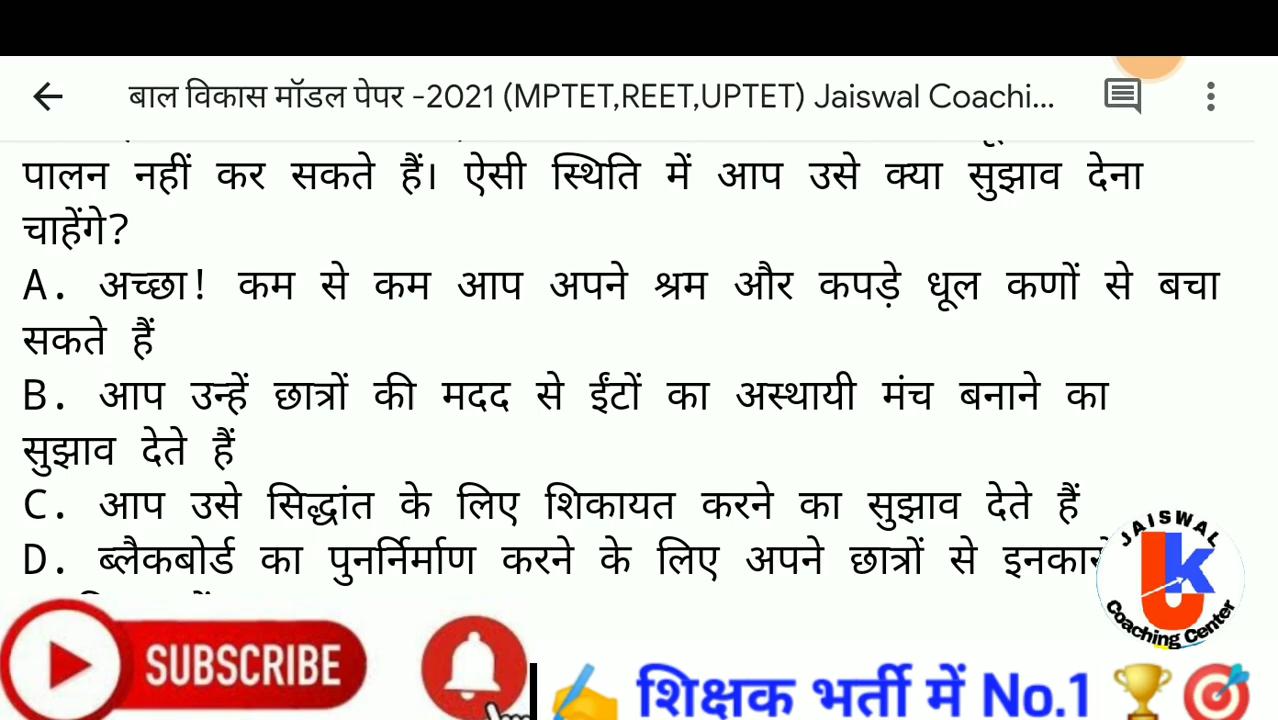 बाल विकास मॉडल पेपर -2021 (MPTET,REET,UPTET) Jaiswal Coachi...
पालन नहीं कर सकते हैं। ऐसी स्थिति में आप उसे क्या सुझाव देना
चाहेंगे?
A. अच्छा! कम से कम आप अपने श्रम और कपड़े धूल कणों से बचा
सकते हैं
B. आप उन्हें छात्रों की मदद से ईंटों का अस्थायी मंच बनाने का
सुझाव देते हैं
C. आप उसे सिद्धांत के लिए शिकायत करने का सुझाव देते हैं
D. ब्लैकबोर्ड का पुनर्निर्माण करने के लिए अपने छात्रों से
JAISWAL
UK
Coaching Center
SUBSCRIBE
शिक्षक भर्ती में No.1